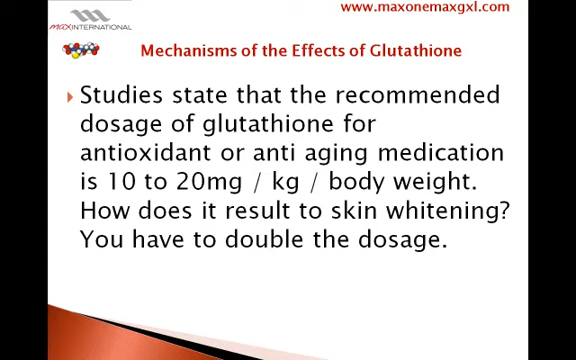 www.maxonemaxgxl.com
MAXINTERNATIONAL
Mechanisms of the Effects of Glutathione
Studies state that the recommended
dosage of glutathione for
antioxidant or anti aging medication
is 10 to 20mg / kg / body weight.
How does it result to skin whitening?
You have to double the dosage.